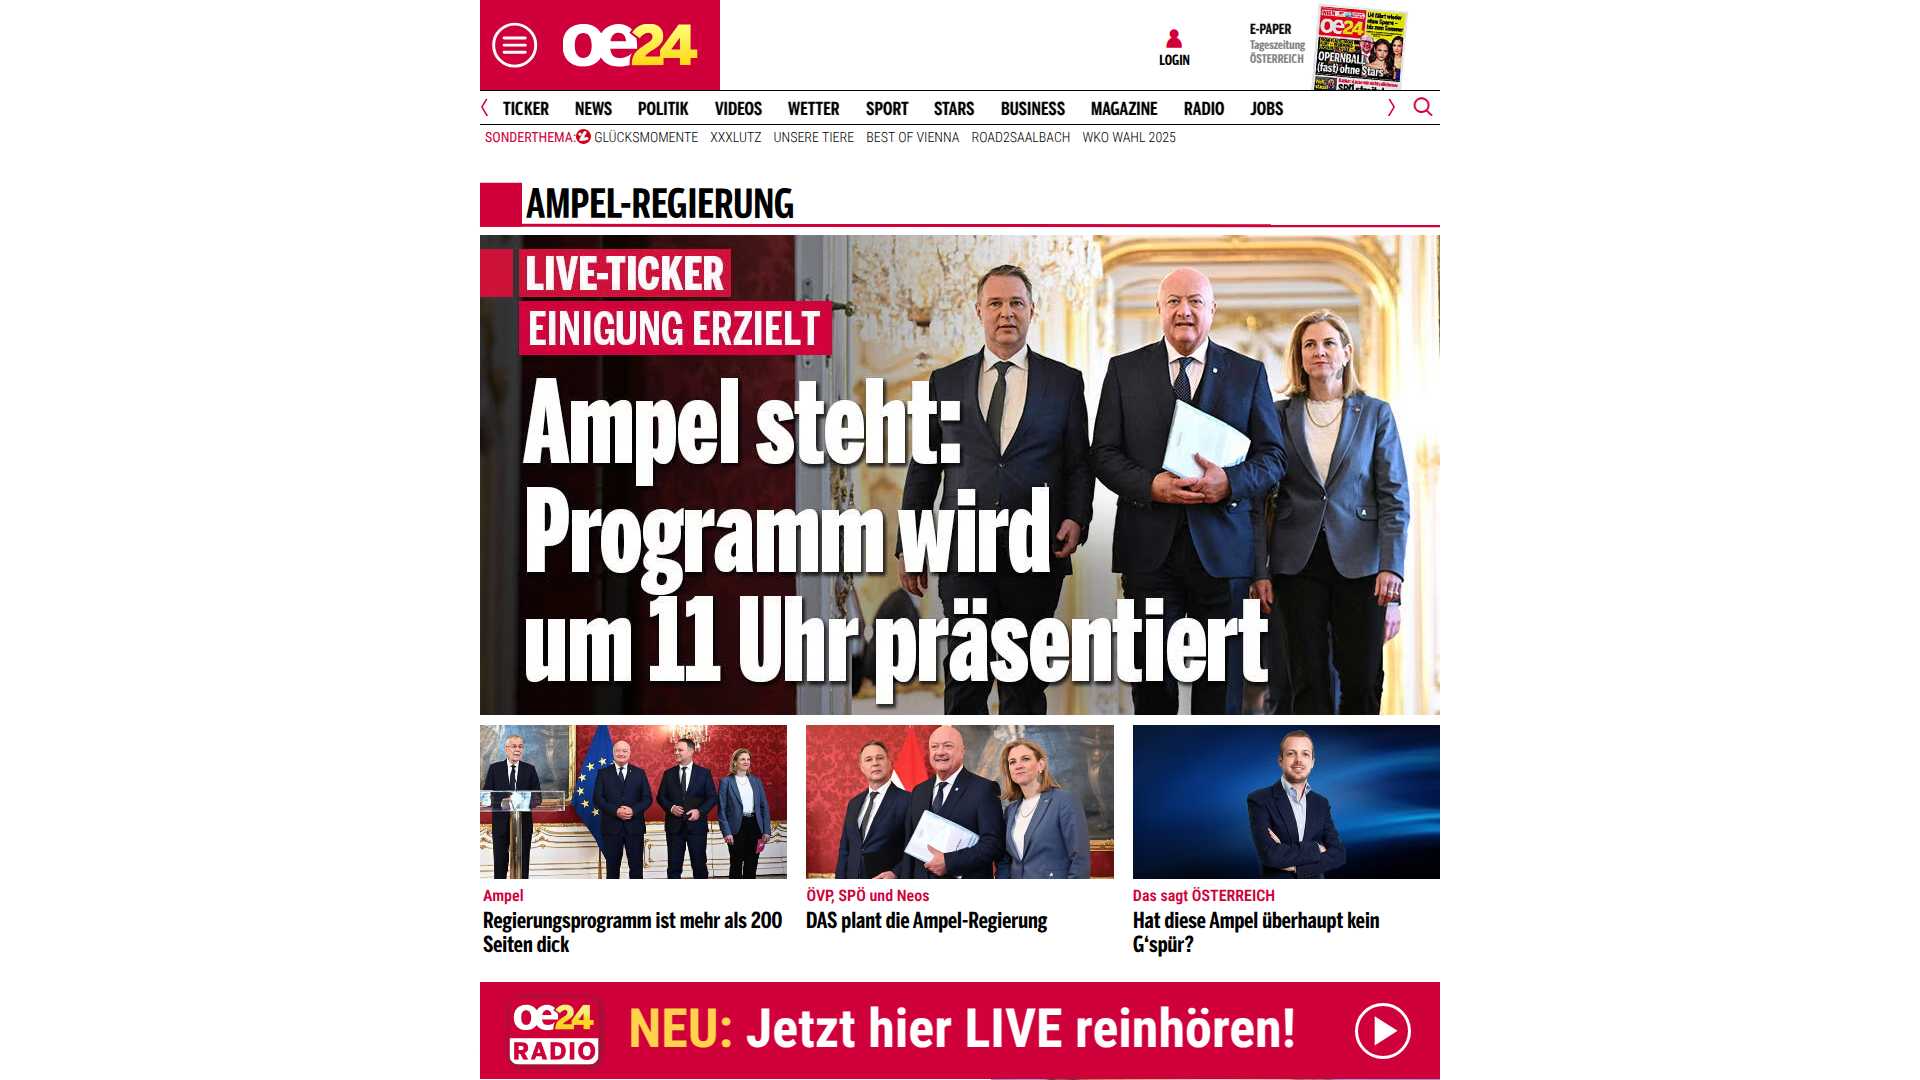 oe24
LOGIN
E-PAPER
Tageszeitung
ÖSTERREICH
oe24
OPERNBALL
(fast) ohne Stars
TICKER NEWS POLITIK VIDEOS WETTER SPORT STARS BUSINESS MAGAZINE RADIO JOBS
SONDERTHEMA: GLÜCKSMOMENTE XXXLUTZ UNSERE TIERE BEST OF VIENNA ROAD2SAALBACH WKO WAHL 2025
AMPEL-REGIERUNG
LIVE-TICKER
EINIGUNG ERZIELT
Ampel steht:
Programm wird
um 11 Uhr präsentiert
Ampel
Regierungsprogramm ist mehr als 200
Seiten dick
ÖVP, SPÖ und Neos
DAS plant die Ampel-Regierung
Das sagt ÖSTERREICH
Hat diese Ampel überhaupt kein
G‘spür?
oe24
RADIO
NEU: Jetzt hier LIVE reinhören!